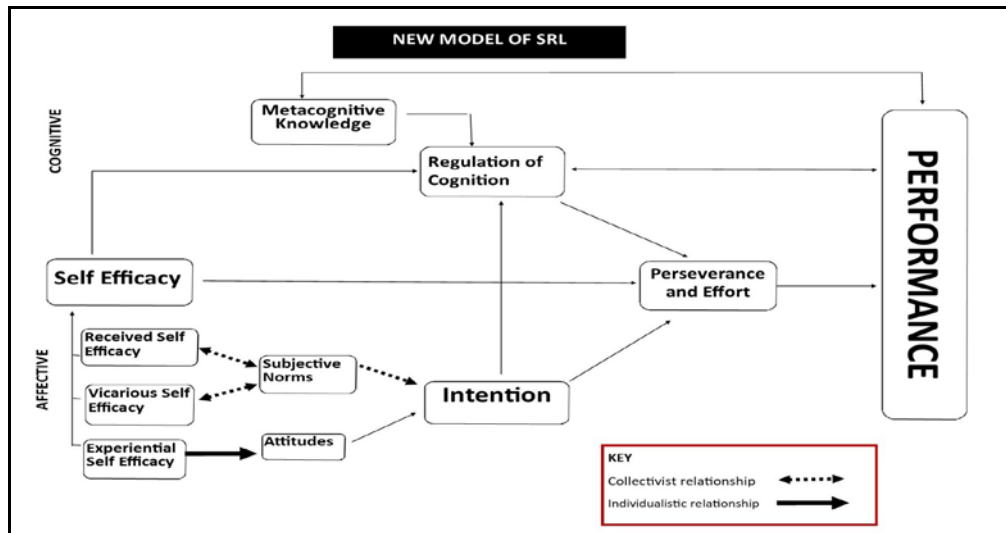 NEW MODEL OF SRL
COGNITIVE
Metacognitive
Knowledge
Regulation of
Cognition
PERFORMANCE
Self Efficacy
Perseverance
and Effort
AFFECTIVE
Received Self
Efficacy
Subjective
Norms
Vicarious Self
Efficacy
Intention
Experiential
Self Efficacy
Attitudes
KEY
Collectivist relationship
Individualistic relationship